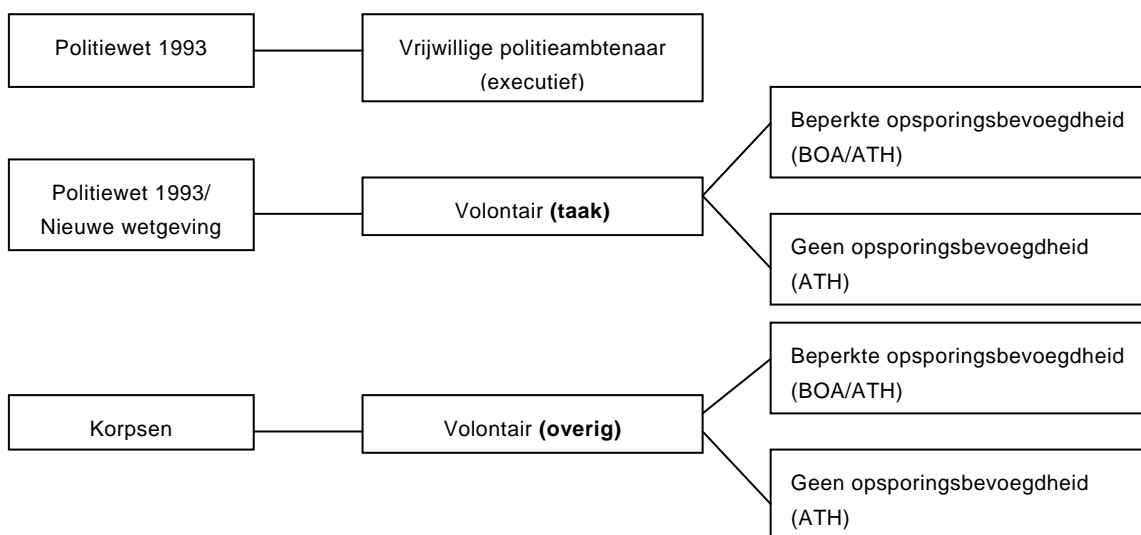 Politiewet 1993
Vrijwillige politieambtenaar
(executief)
Politiewet 1993/
Nieuwe wetgeving
Volontair (taak)
Beperkte opsporingsbevoegdheid
(BOA/ATH)
Geen opsporingsbevoegdheid
(ATH)
Korpsen
Volontair (overig)
Beperkte opsporingsbevoegdheid
(BOA/ATH)
Geen opsporingsbevoegdheid
(ATH)